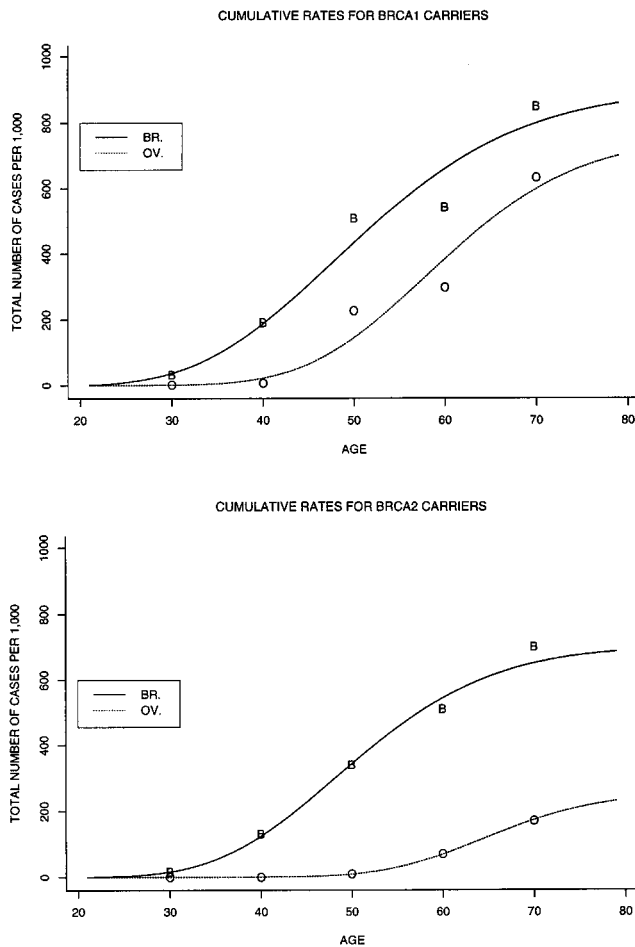 CUMULATIVE RATES FOR BRCA1 CARRIERS
TOTAL NUMBER OF CASES PER 1,000
1000
800
600
400
200
0
BR.
OV.
B
B
B
B
B
O
O
O
O
O
20 30 40 50 60 70 80
AGE
CUMULATIVE RATES FOR BRCA2 CARRIERS
TOTAL NUMBER OF CASES PER 1,000
1000
800
600
400
200
0
BR.
OV.
B
B
B
B
B
O
O
O
O
O
20 30 40 50 60 70 80
AGE